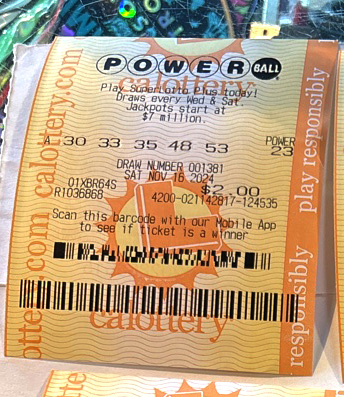 POWERBALL
calottery
Play SuperLotto Plus today!
Draws every Wed & Sat.
Jackpots start at
$7 million.
POWER
A 30 33 35 48 53 23
DRAW NUMBER 001381
SAT NOV 16 2024
01XBR64S $2.00
R1036868 4200-021142817-124535
Scan this barcode with our Mobile App
to see if ticket is a winner
calottery
calottery.com
play responsibly
responsibly